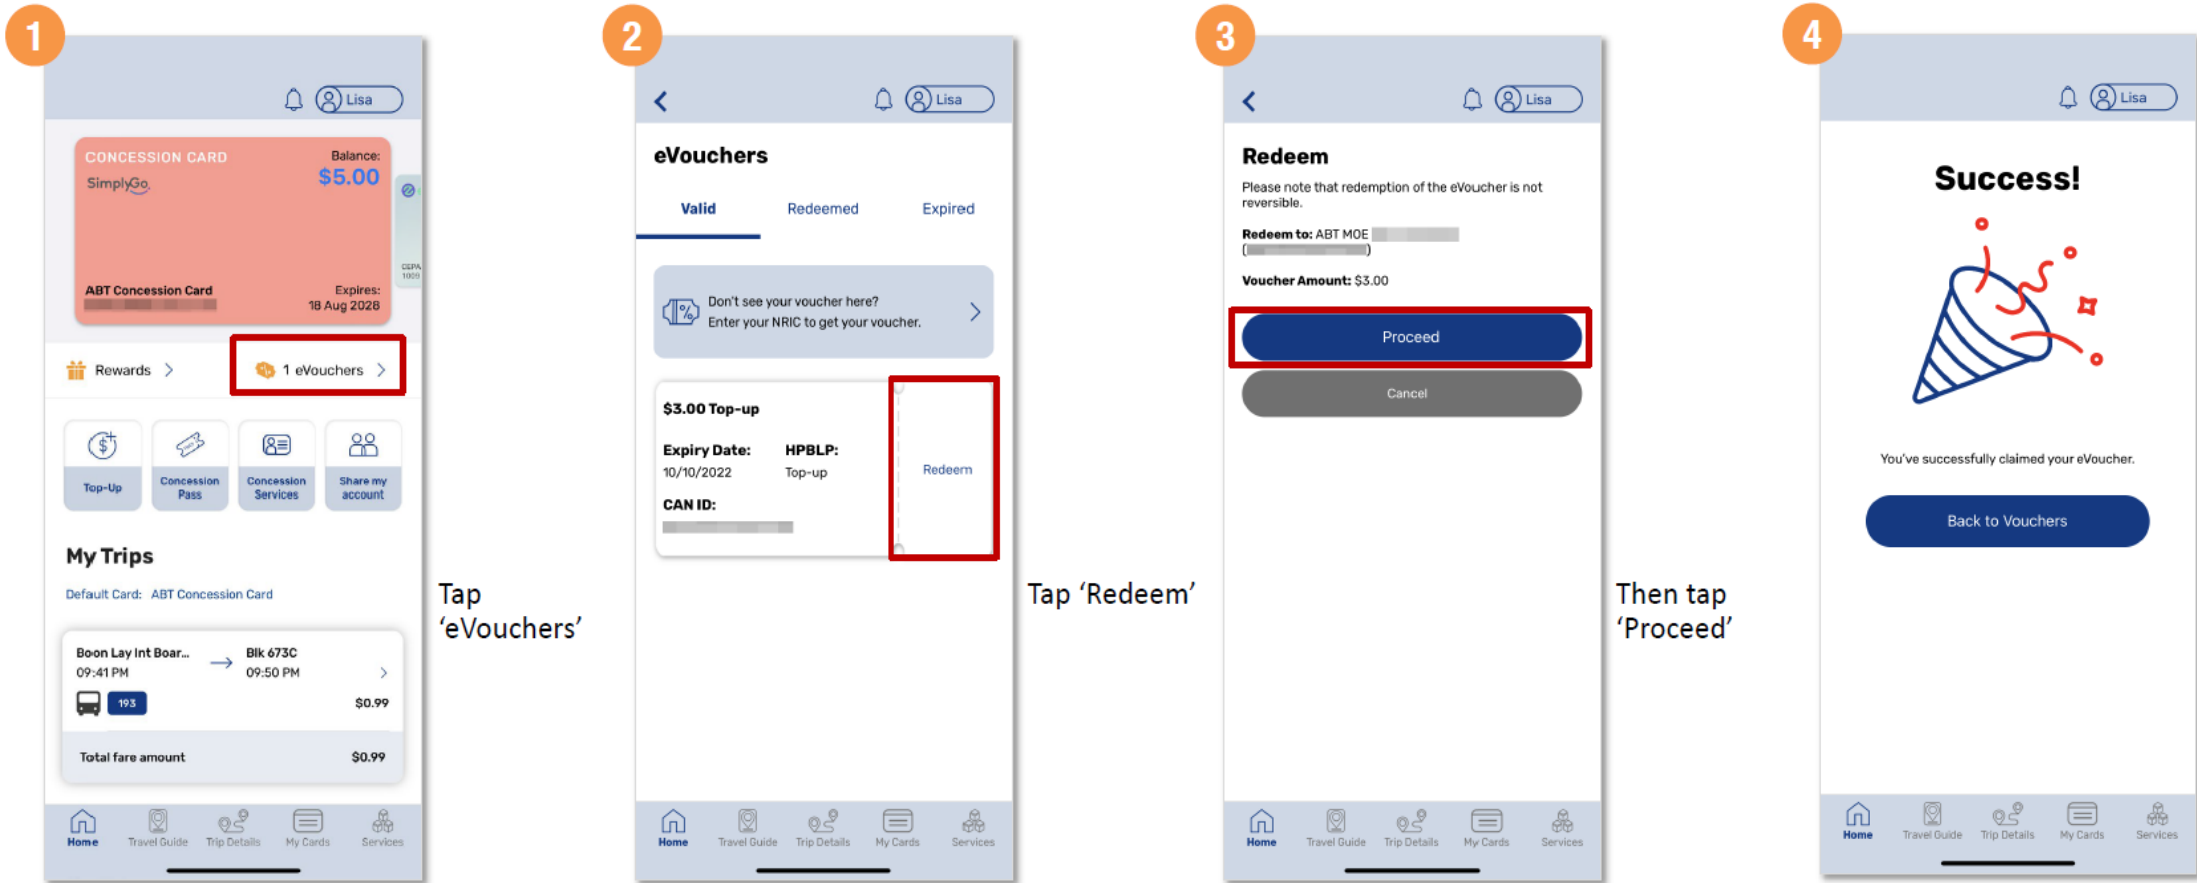 1
Lisa
CONCESSION CARD
Balance:
SimplyGo
$5.00
ABT Concession Card
Expires:
18 Aug 2028
Rewards
1 eVouchers
Top-Up
Concession
Pass
Concession
Services
Share my
account
My Trips
Default Card: ABT Concession Card
Boon Lay Int Boar...
Blk 673C
09:41 PM
09:50 PM
193
$0.99
Total fare amount
$0.99
Home
Travel Guide
Trip Details
My Cards
Services
Tap
‘eVouchers’
2
Lisa
eVouchers
Valid
Redeemed
Expired
Don't see your voucher here?
Enter your NRIC to get your voucher.
$3.00 Top-up
Expiry Date:
HPBLP:
10/10/2022
Top-up
CAN ID:
Redeem
Home
Travel Guide
Trip Details
My Cards
Services
Tap ‘Redeem’
3
Lisa
Redeem
Please note that redemption of the eVoucher is not
reversible.
Redeem to: ABT MOE
Voucher Amount: $3.00
Proceed
Cancel
Home
Travel Guide
Trip Details
My Cards
Services
Then tap
‘Proceed’
4
Lisa
Success!
You've successfully claimed your eVoucher.
Back to Vouchers
Home
Travel Guide
Trip Details
My Cards
Services